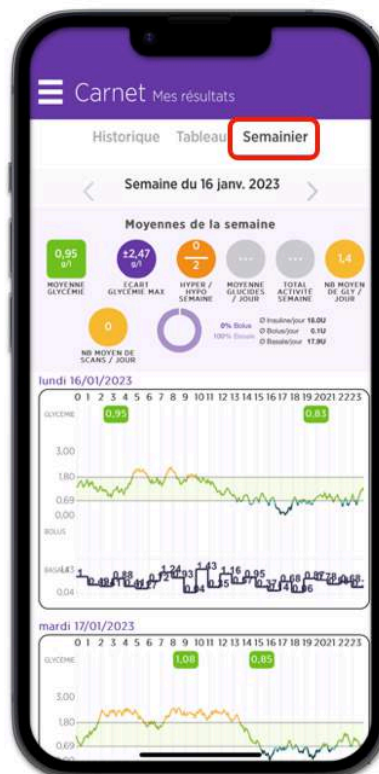 Carnet Mes résultats
Historique Tableau Semainier
Semaine du 16 janv. 2023
Moyennes de la semaine
0,95 g/l
±2,47 g/l
0
2
...
...
1,4
MOYENNE GLYCÉMIE
ECART GLYCÉMIE MAX
HYPER / HYPO SEMAINE
MOYENNE GLUCIDES / JOUR
TOTAL ACTIVITÉ SEMAINE
NB MOYEN DE GLY / JOUR
0
NB MOYEN DE SCANS / JOUR
0% Bolus
100% Basale
Ø Insuline/jour 18.0U
Ø Bolus/jour 0.1U
Ø Basale/jour 17.9U
lundi 16/01/2023
0 1 2 3 4 5 6 7 8 9 10 11 12 13 14 15 16 17 18 19 20 21 22 23
GLYCÉMIE 0,95 0,83
3,00
1,80
0,69
0,00
BOLUS
BASALE
0,04
mardi 17/01/2023
0 1 2 3 4 5 6 7 8 9 10 11 12 13 14 15 16 17 18 19 20 21 22 23
GLYCÉMIE 1,08 0,85
3,00
1,80
0,69